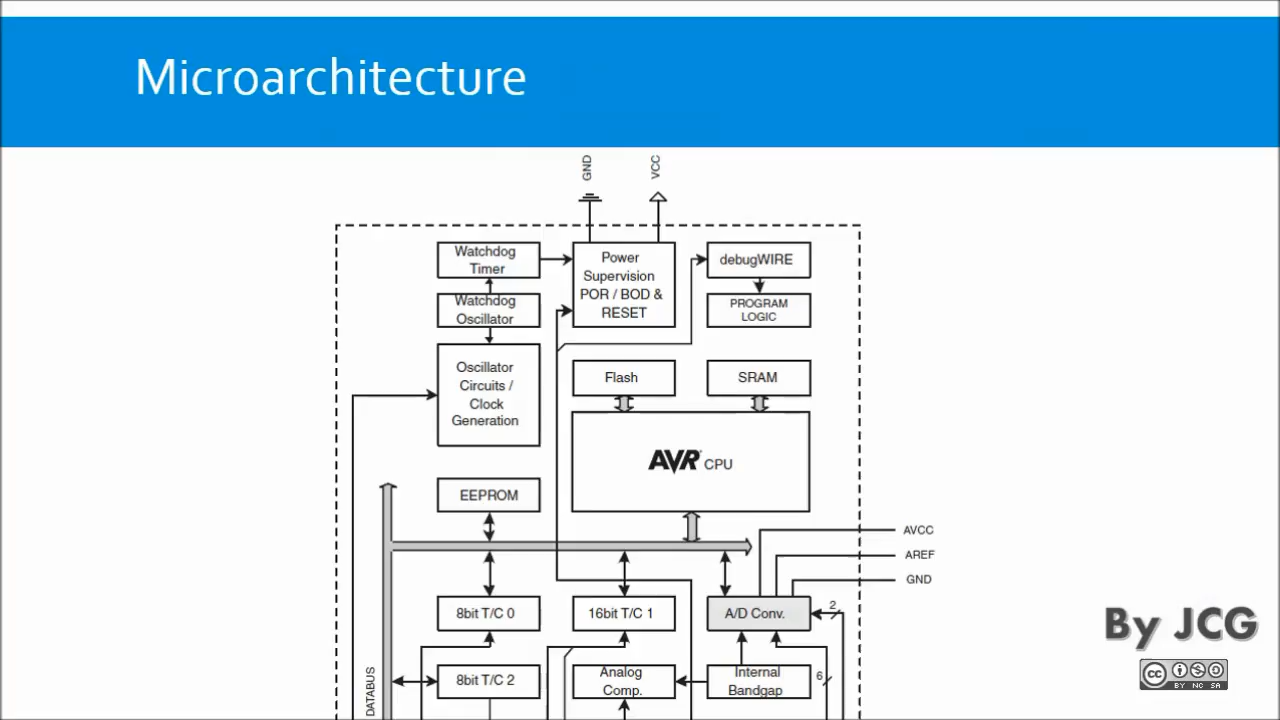 Microarchitecture
GND
VCC
Watchdog
Timer
Power
Supervision
POR / BOD &
RESET
debugWIRE
Watchdog
Oscillator
PROGRAM
LOGIC
Oscillator
Circuits /
Clock
Generation
Flash
SRAM
AVR CPU
EEPROM
AVCC
AREF
GND
8bit T/C 0
16bit T/C 1
A/D Conv.
2
DATABUS
8bit T/C 2
Analog
Comp.
Internal
Bandgap
6
By JCG
cc
BY NC SA